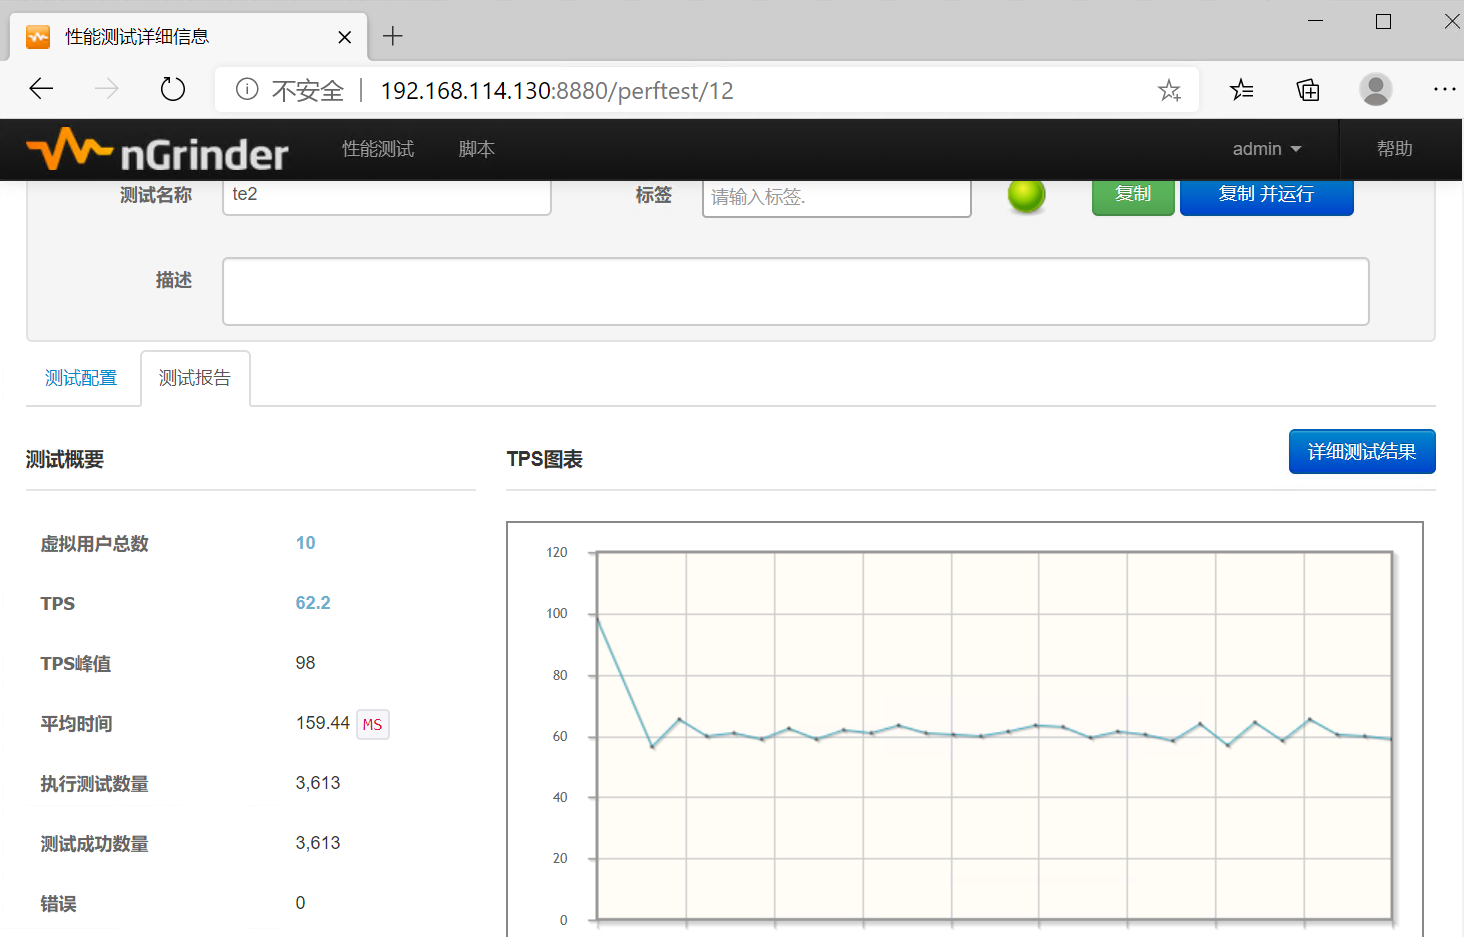 性能测试详细信息
不安全 | 192.168.114.130:8880/perftest/12
nGrinder 性能测试 脚本 admin 帮助
测试名称 te2 标签 请输入标签. 复制 复制 并运行
描述
测试配置 测试报告
测试概要 TPS图表 详细测试结果
虚拟用户总数 10
TPS 62.2
TPS峰值 98
平均时间 159.44 MS
执行测试数量 3,613
测试成功数量 3,613
错误 0
120
100
80
60
40
20
0